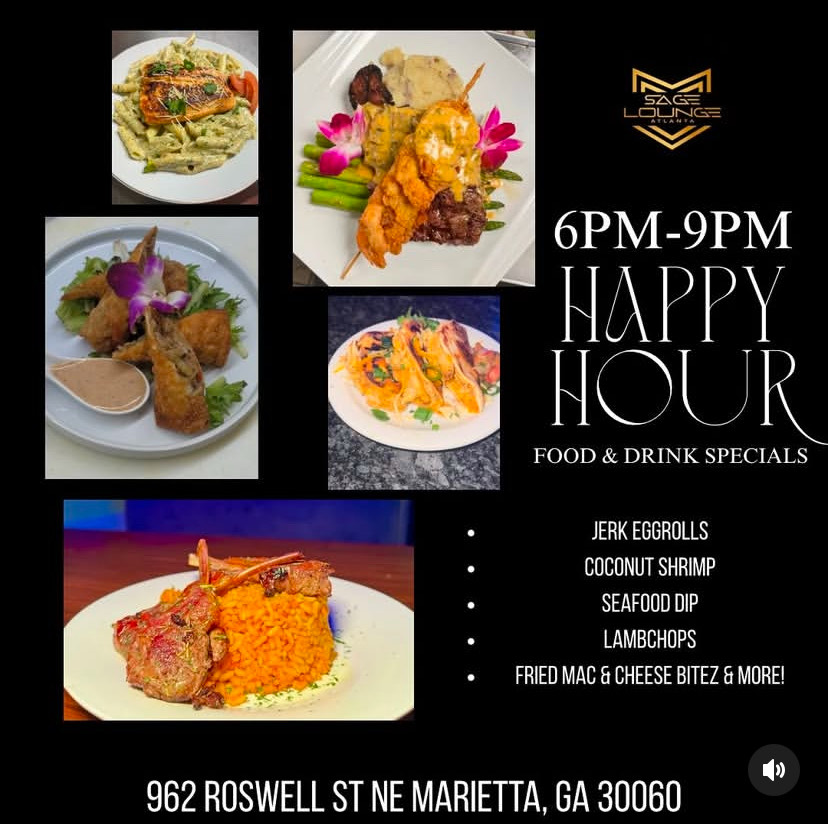 SAGE
LOUNGE
ATLANTA
6PM-9PM
HAPPY
HOUR
FOOD & DRINK SPECIALS
• JERK EGGROLLS
• COCONUT SHRIMP
• SEAFOOD DIP
• LAMBCHOPS
• FRIED MAC & CHEESE BITEZ & MORE!
962 ROSWELL ST NE MARIETTA, GA 30060